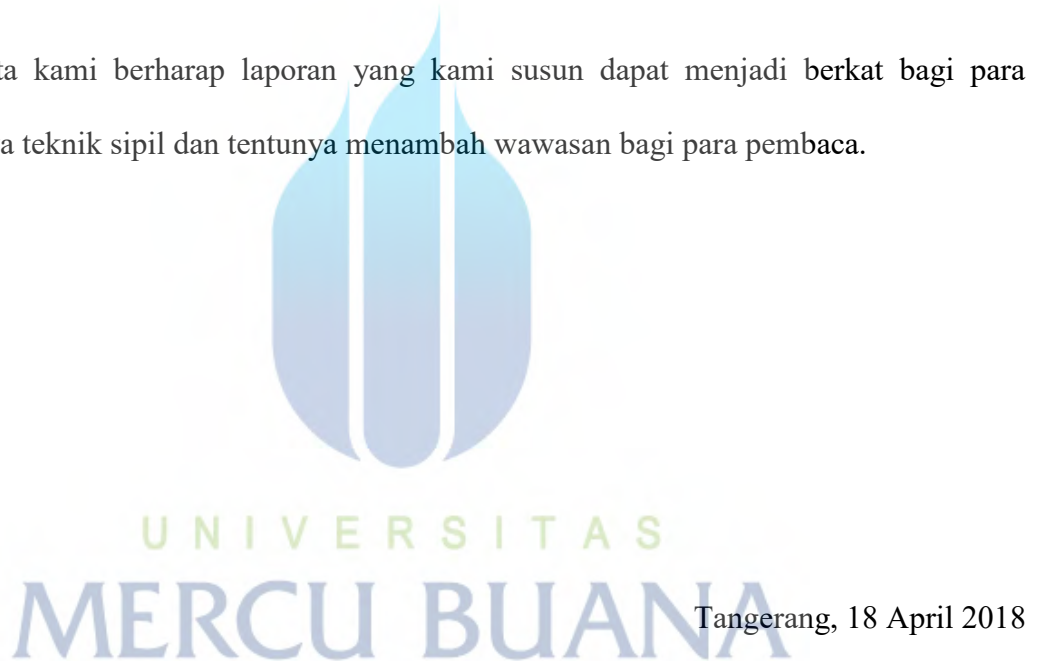 kami berharap laporan yang kami susun dapat menjadi berkat bagi para
teknik sipil dan tentunya menambah wawasan bagi para pembaca.
UNIVERSITAS
MERCU BUANA
Tangerang, 18 April 2018